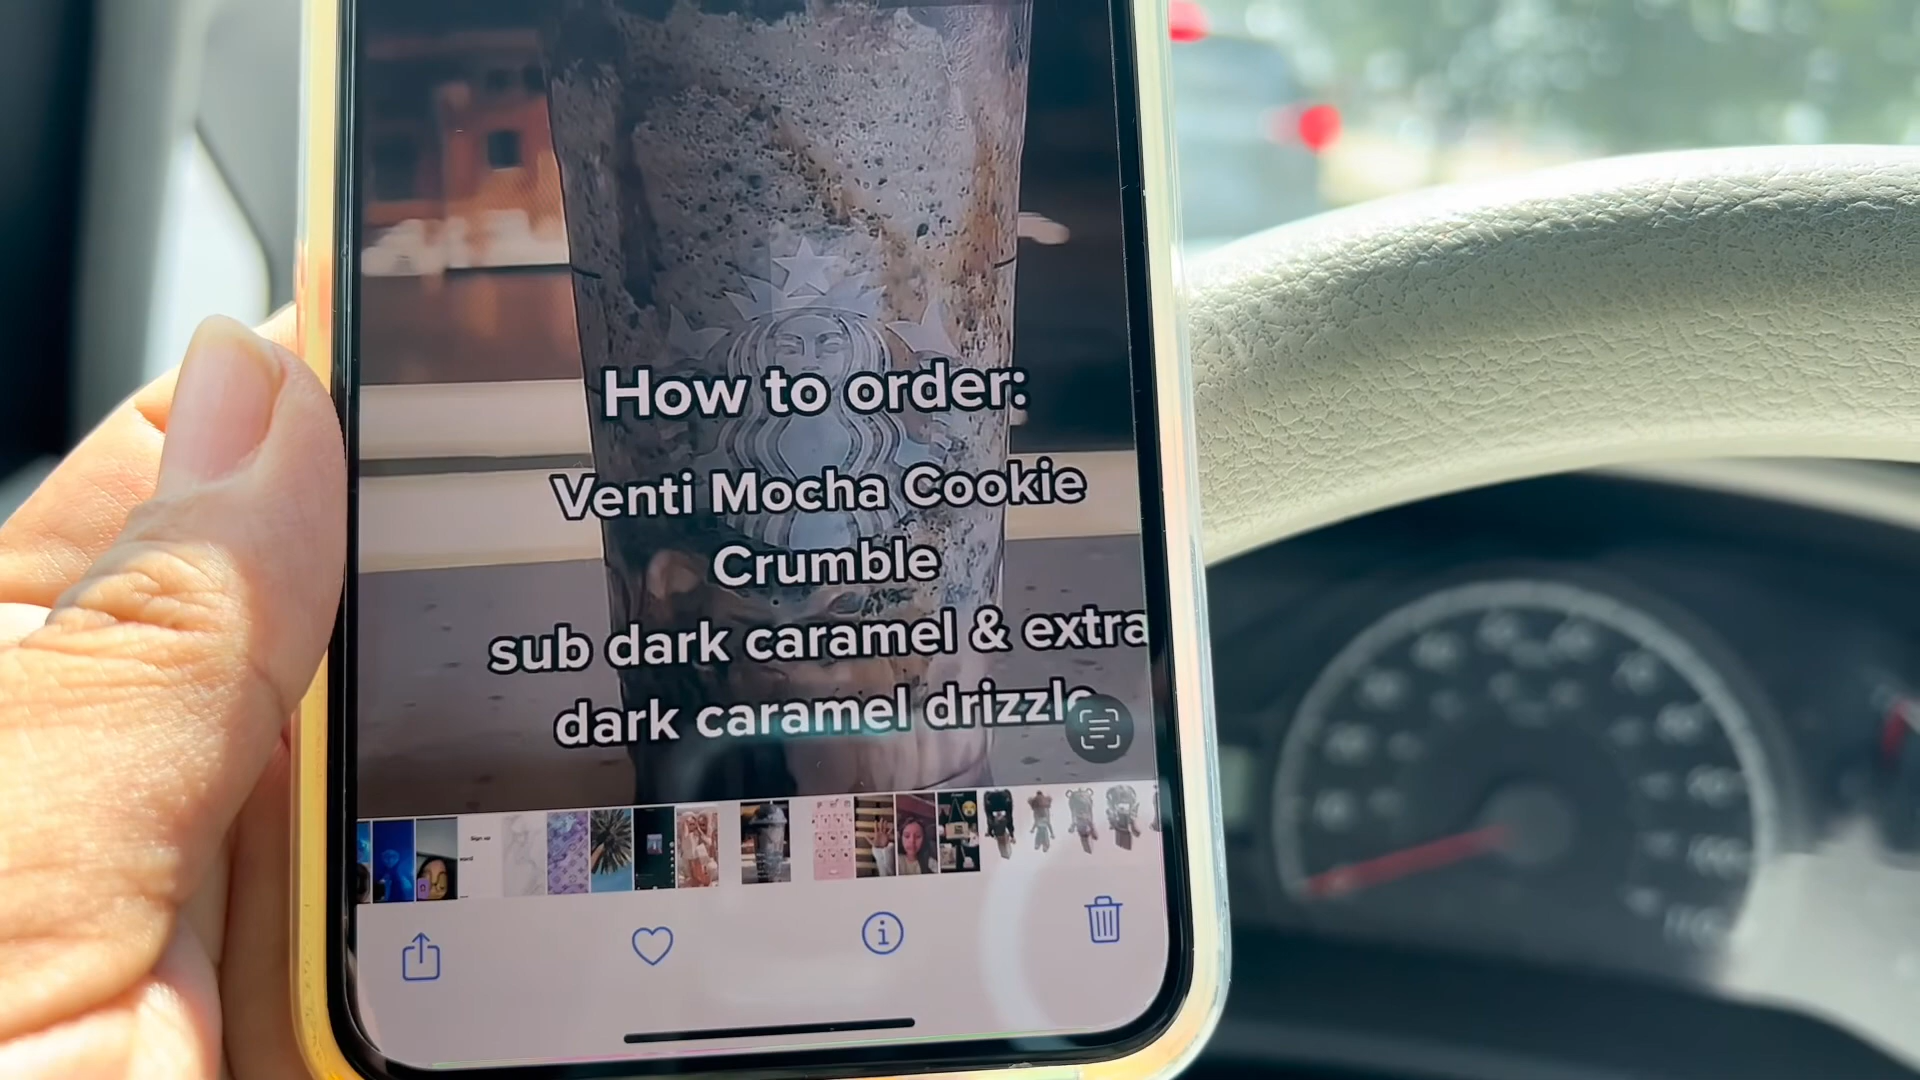 How to order:
Venti Mocha Cookie
Crumble
sub dark caramel & extra
dark caramel drizzle